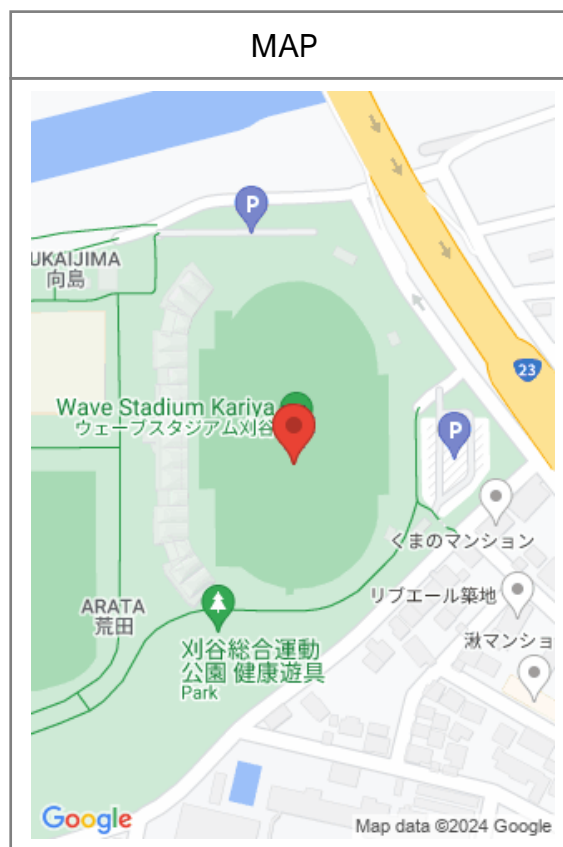 MAP
P
UKAIJIMA
向島
23
Wave Stadium Kariya
ウェーブスタジアム刈谷
P
くまのマンション
リブエール築地
ARATA
荒田
湫マンショ
刈谷総合運動
公園 健康遊具
Park
Google
Map data ©2024 Google